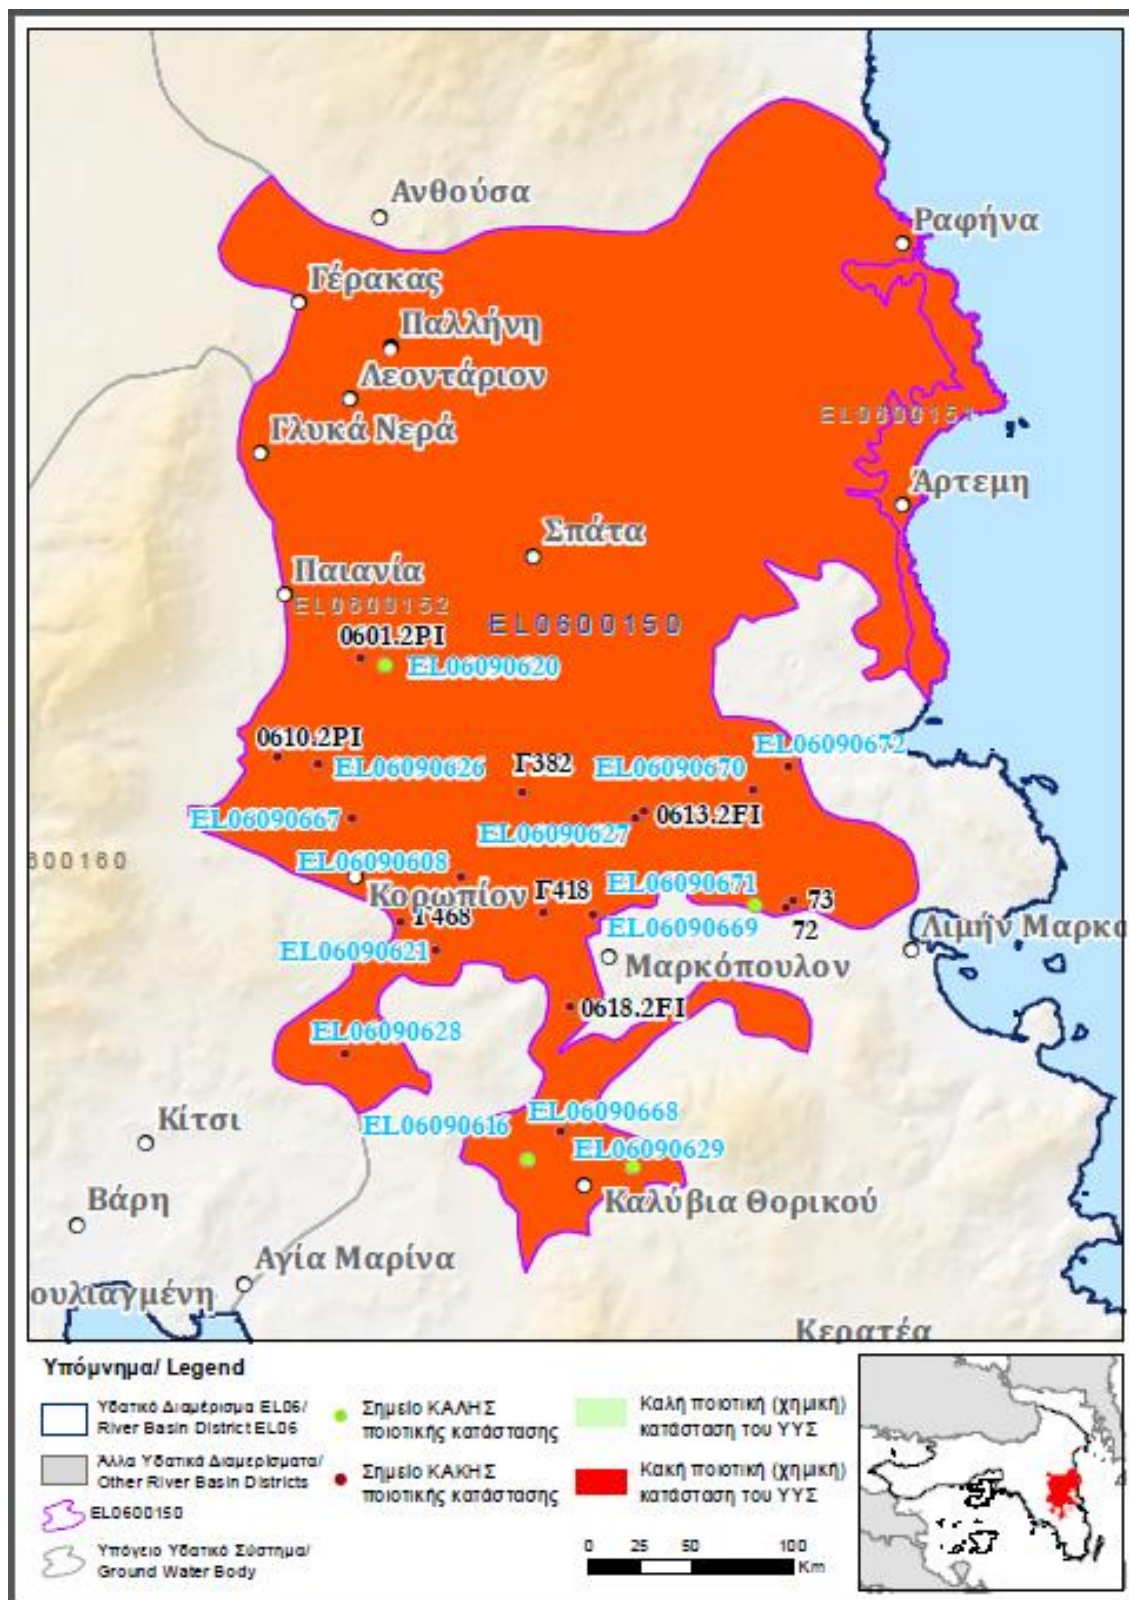 Ανθούσα
Ραφήνα
Γέρακας
Παλλήνη
Λεοντάριον
EL0600151
Γλυκά Νερά
Άρτεμη
Σπάτα
Παιανία
EL0600152
EL0600150
0601.2PI
EL06090620
0610.2PI
EL06090672
EL06090626
Γ382
EL06090670
EL06090667
EL06090627
0613.2FI
600160
EL06090608
EL06090671
Κορωπίον
Γ418
73
Γ468
EL06090669
72
Λιμήν Μαρκο
EL06090621
Μαρκόπουλον
0618.2FI
EL06090628
Κίτσι
EL06090616
EL06090668
EL06090629
Βάρη
Καλύβια Θορικού
Αγία Μαρίνα
ουλιαγμένη
Κερατέα
Υπόμνημα/ Legend
Υδατικό Διαμέρισμα EL06/
River Basin District EL06
Άλλα Υδατικά Διαμερίσματα/
Other River Basin Districts
EL0600150
Υπόγειο Υδατικό Σύστημα/
Ground Water Body
Σημείο ΚΑΛΗΣ
ποιοτικής κατάστασης
Σημείο ΚΑΚΗΣ
ποιοτικής κατάστασης
Καλή ποιοτική (χημική)
κατάσταση του ΥΥΣ
Κακή ποιοτική (χημική)
κατάσταση του ΥΥΣ
0 25 50 100
Km